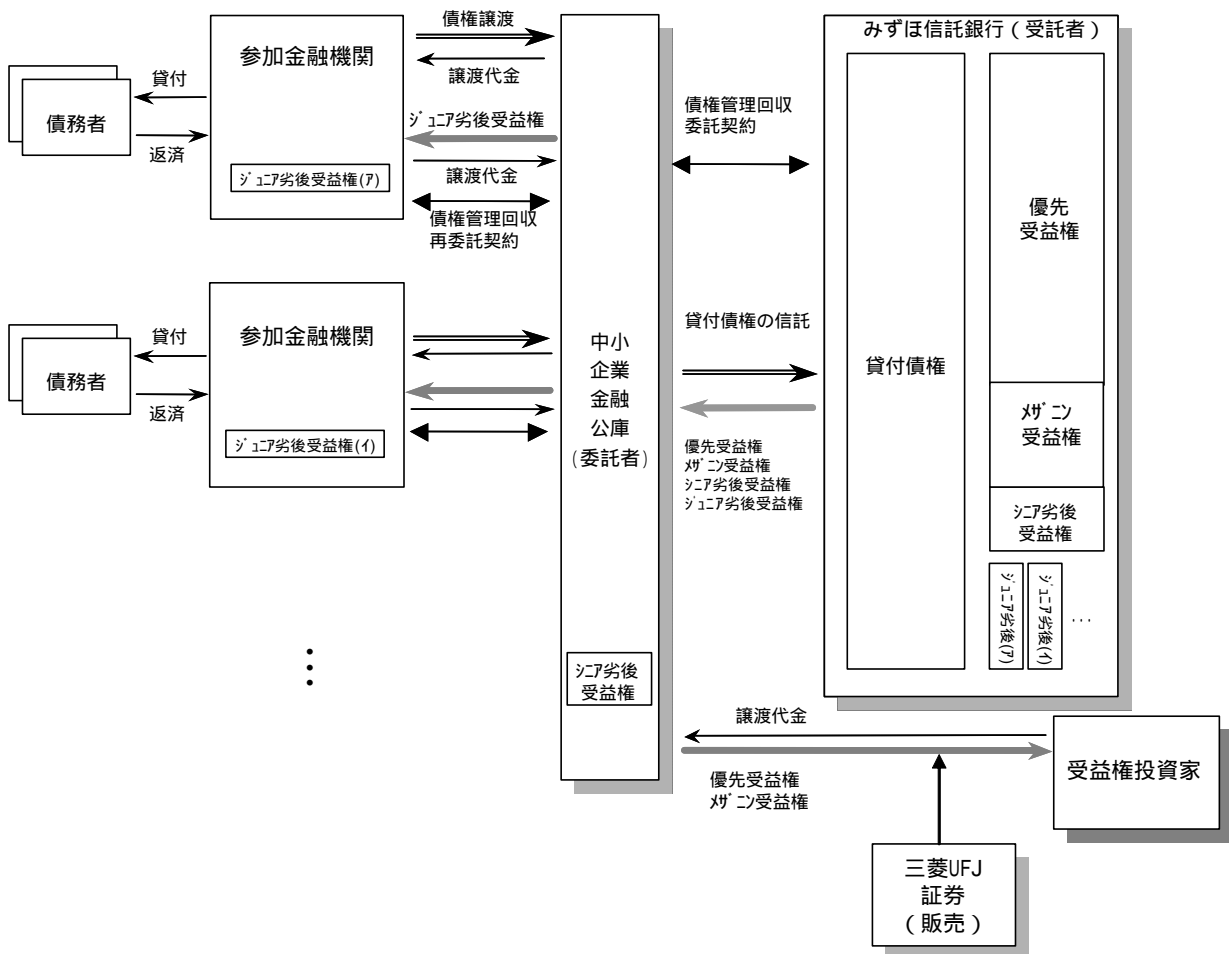 債権譲渡
参加金融機関
譲渡代金
貸付
債務者
返済
ｼﾞｭﾆｱ劣後受益権
ｼﾞｭﾆｱ劣後受益権(ｱ)
譲渡代金
債権管理回収
再委託契約
参加金融機関
貸付
債務者
返済
ｼﾞｭﾆｱ劣後受益権(ｲ)
中小
企業
金融
公庫
(委託者)
ｼﾆｱ劣後
受益権
債権管理回収
委託契約
貸付債権の信託
優先受益権
ﾒｻﾞﾆﾝ受益権
ｼﾆｱ劣後受益権
ｼﾞｭﾆｱ劣後受益権
みずほ信託銀行（受託者）
貸付債権
優先
受益権
ﾒｻﾞﾆﾝ
受益権
ｼﾆｱ劣後
受益権
ｼﾞｭﾆｱ劣後(ｱ)
ｼﾞｭﾆｱ劣後(ｲ)
…
譲渡代金
優先受益権
ﾒｻﾞﾆﾝ受益権
受益権投資家
三菱UFJ
証券
（販売）